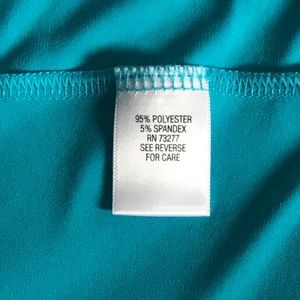 95% POLYESTER
5% SPANDEX
RN 73277
SEE REVERSE
FOR CARE